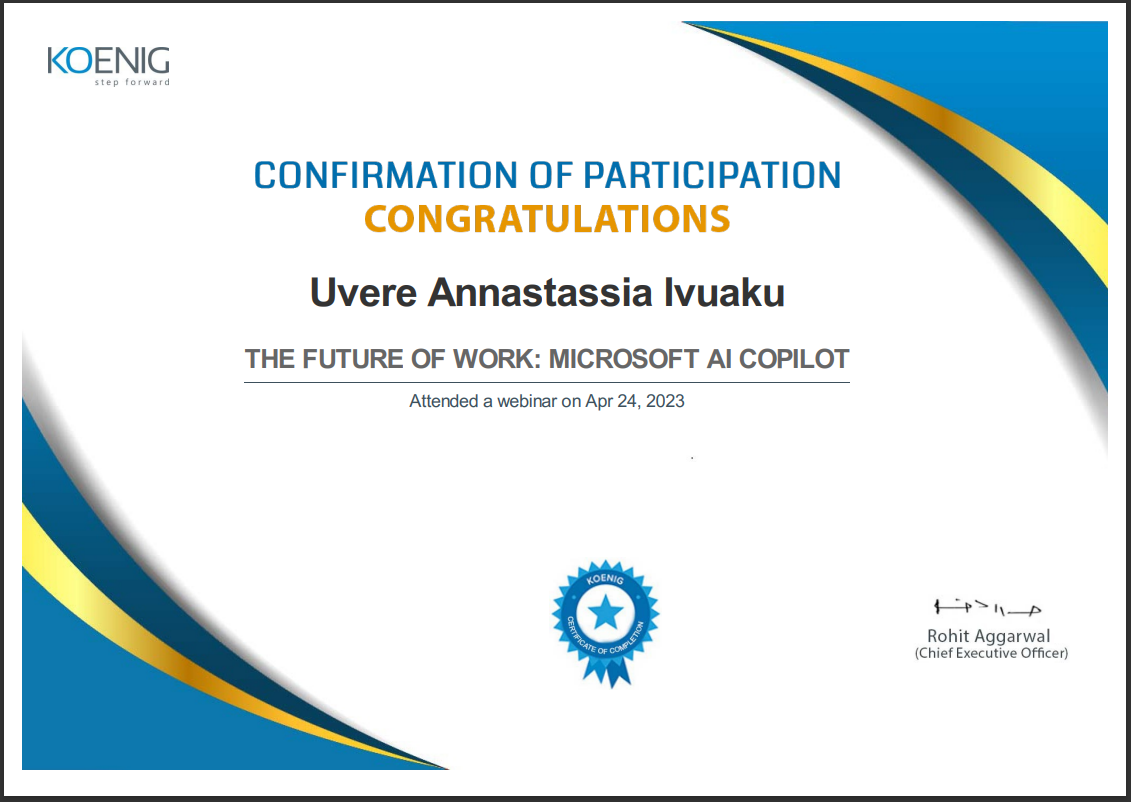 KOENIG
step forward
CONFIRMATION OF PARTICIPATION
CONGRATULATIONS
Uvere Annastassia Ivuaku
THE FUTURE OF WORK: MICROSOFT AI COPILOT
Attended a webinar on Apr 24, 2023
.
KOENIG
CERTIFICATE OF COMPLETION
Rohit Aggarwal
(Chief Executive Officer)